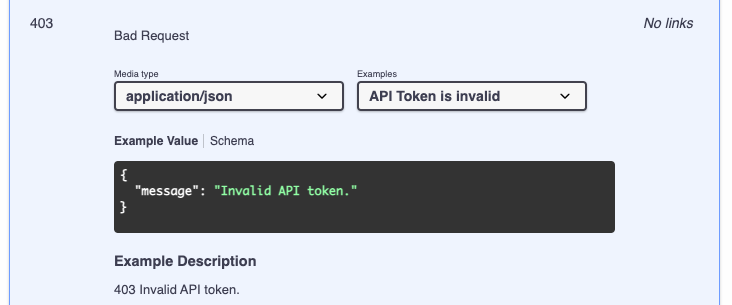 403
No links
Bad Request
Media type
Examples
application/json
API Token is invalid
Example Value
Schema
{
  "message": "Invalid API token."
}
Example Description
403 Invalid API token.